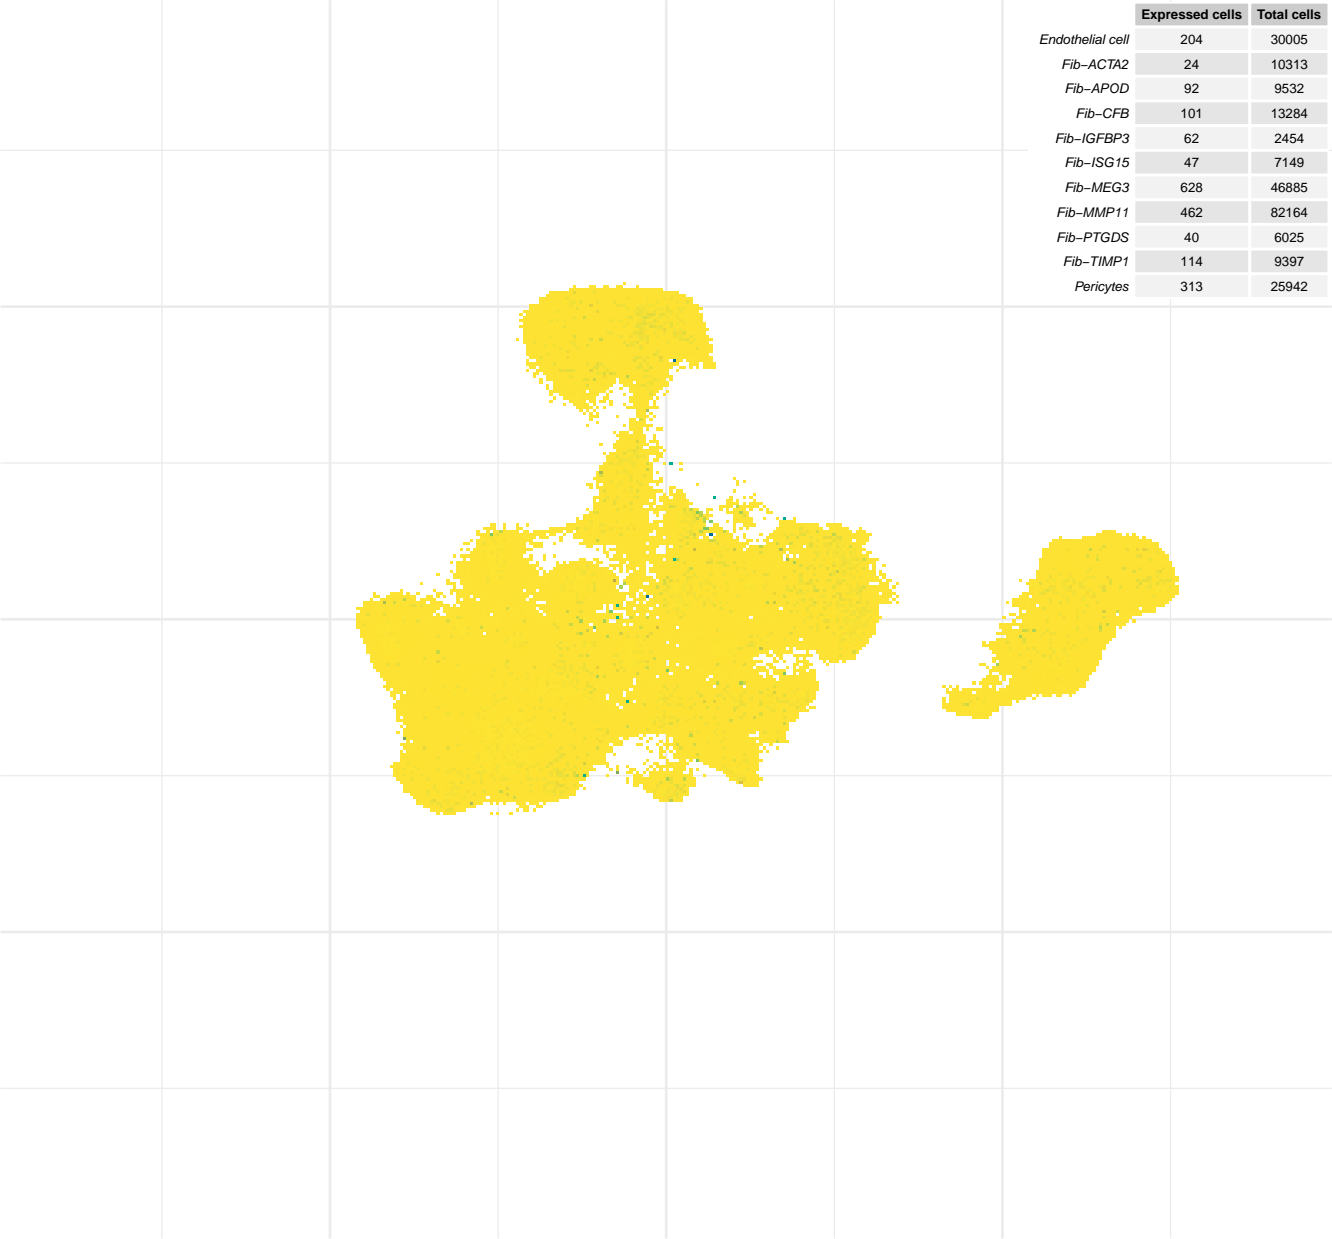 Expressed cells Total cells
Endothelial cell 204 30005
Fib−ACTA2 24 10313
Fib−APOD 92 9532
Fib−CFB 101 13284
Fib−IGFBP3 62 2454
Fib−ISG15 47 7149
Fib−MEG3 628 46885
Fib−MMP11 462 82164
Fib−PTGDS 40 6025
Fib−TIMP1 114 9397
Pericytes 313 25942